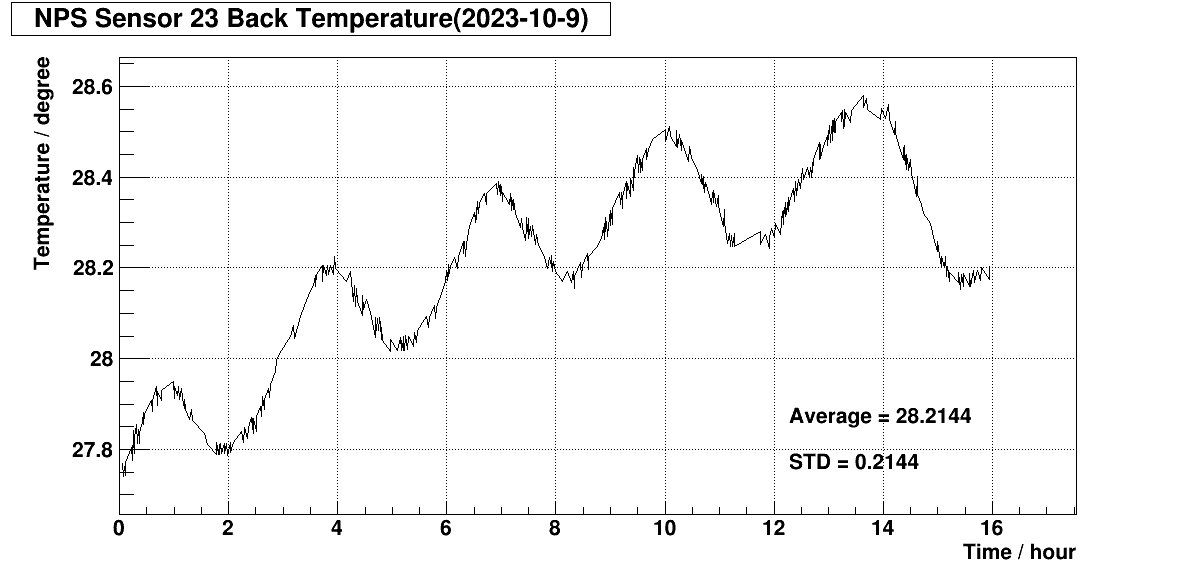 NPS Sensor 23 Back Temperature(2023-10-9)
Temperature / degree
28.6
28.4
28.2
28
27.8
Average = 28.2144
STD = 0.2144
0 2 4 6 8 10 12 14 16
Time / hour